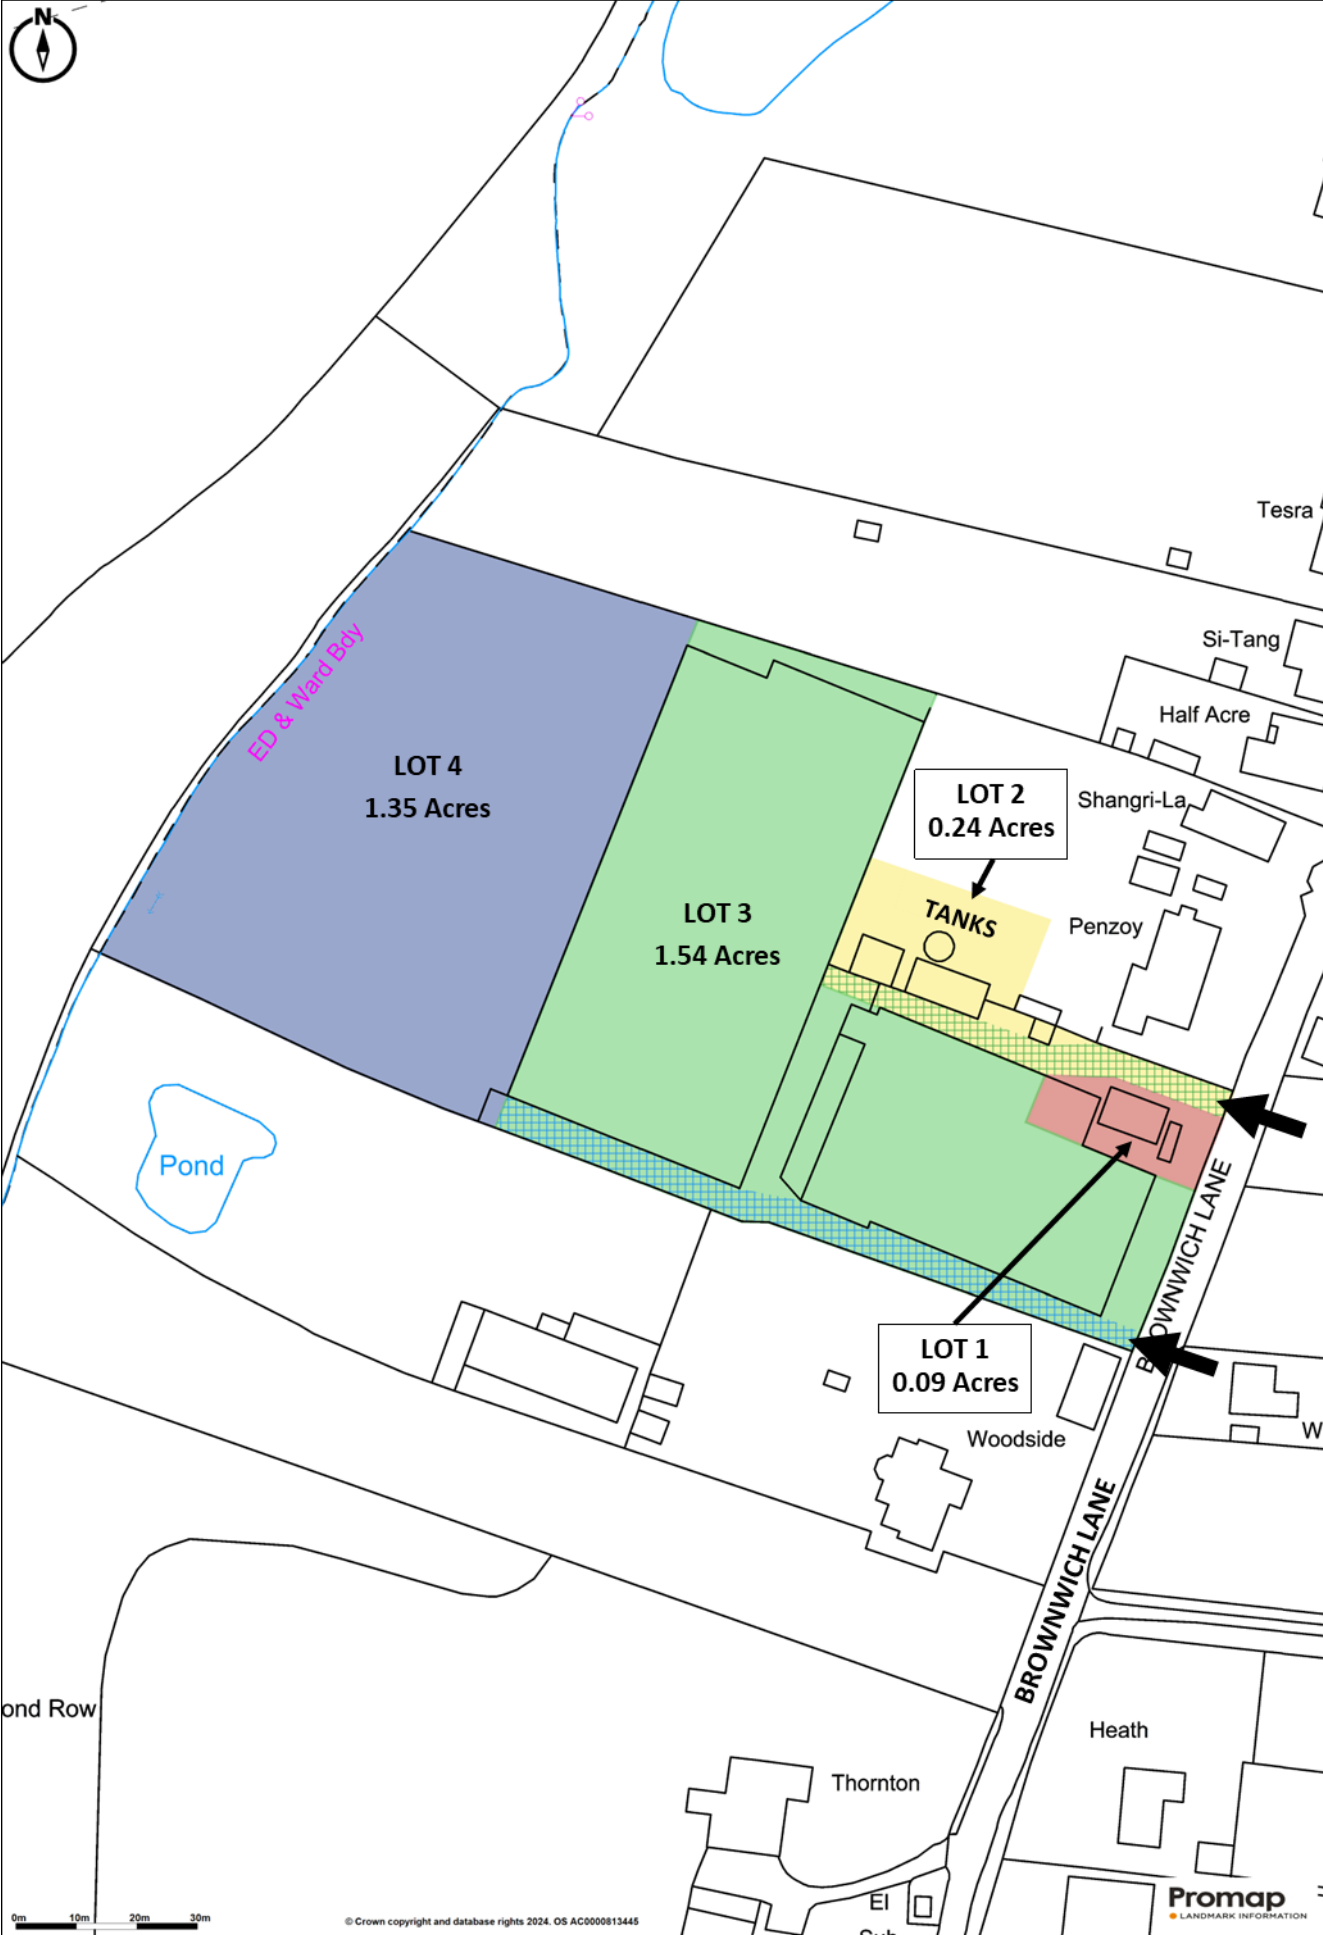 N
Tesra
Si-Tang
ED & Ward Bdy
Half Acre
LOT 4
1.35 Acres
LOT 2
0.24 Acres
Shangri-La
LOT 3
1.54 Acres
TANKS
Penzoy
Pond
BROWNWICH LANE
LOT 1
0.09 Acres
Woodside
W
BROWNWICH LANE
ond Row
Heath
Thornton
El
0m 10m 20m 30m
© Crown copyright and database rights 2024. OS AC0000813445
Promap
LANDMARK INFORMATION